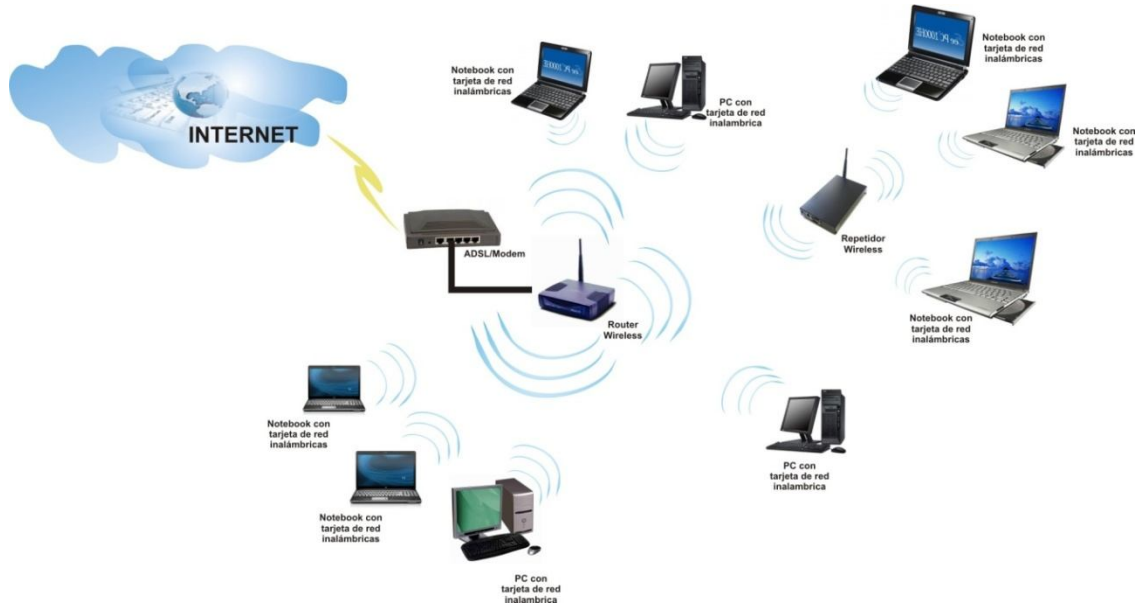 INTERNET
Notebook con
tarjeta de red
inalámbricas
PC con
tarjeta de red
inalambrica
Notebook con
tarjeta de red
inalámbricas
Notebook con
tarjeta de red
inalámbricas
ADSL/Modem
Router
Wireless
Repetidor
Wireless
Notebook con
tarjeta de red
inalámbricas
Notebook con
tarjeta de red
inalámbricas
Notebook con
tarjeta de red
inalámbricas
PC con
tarjeta de red
inalambrica
PC con
tarjeta de red
inalambrica